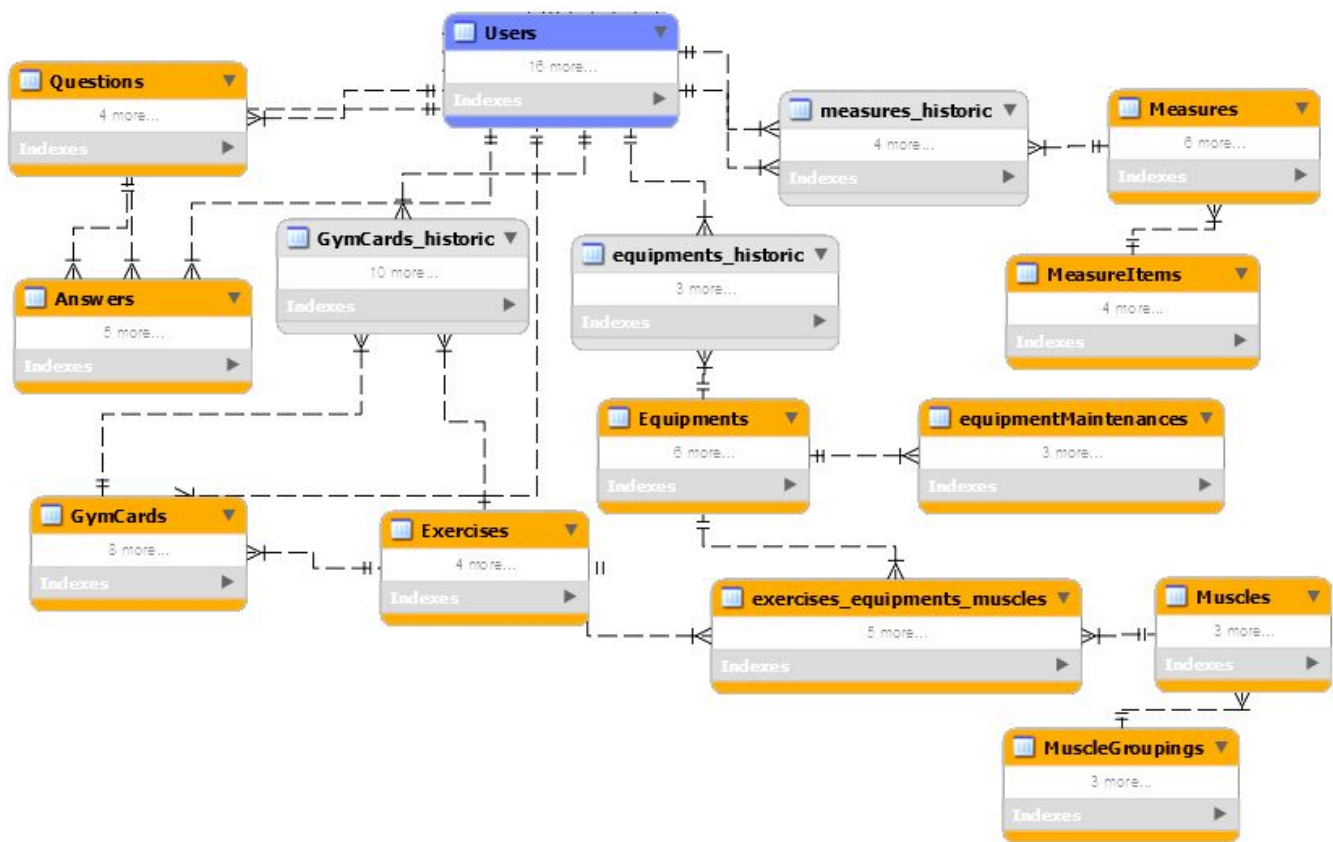 Users
16 more...
Indexes
Questions
4 more...
Indexes
measures_historic
4 more...
Indexes
Measures
6 more...
Indexes
GymCards_historic
10 more...
Indexes
equipments_historic
3 more...
Indexes
MeasureItems
4 more...
Indexes
Answers
5 more...
Indexes
Equipments
6 more...
Indexes
equipmentMaintenances
3 more...
Indexes
GymCards
8 more...
Indexes
Exercises
4 more...
Indexes
exercises_equipments_muscles
5 more...
Indexes
Muscles
3 more...
Indexes
MuscleGroupings
3 more...
Indexes